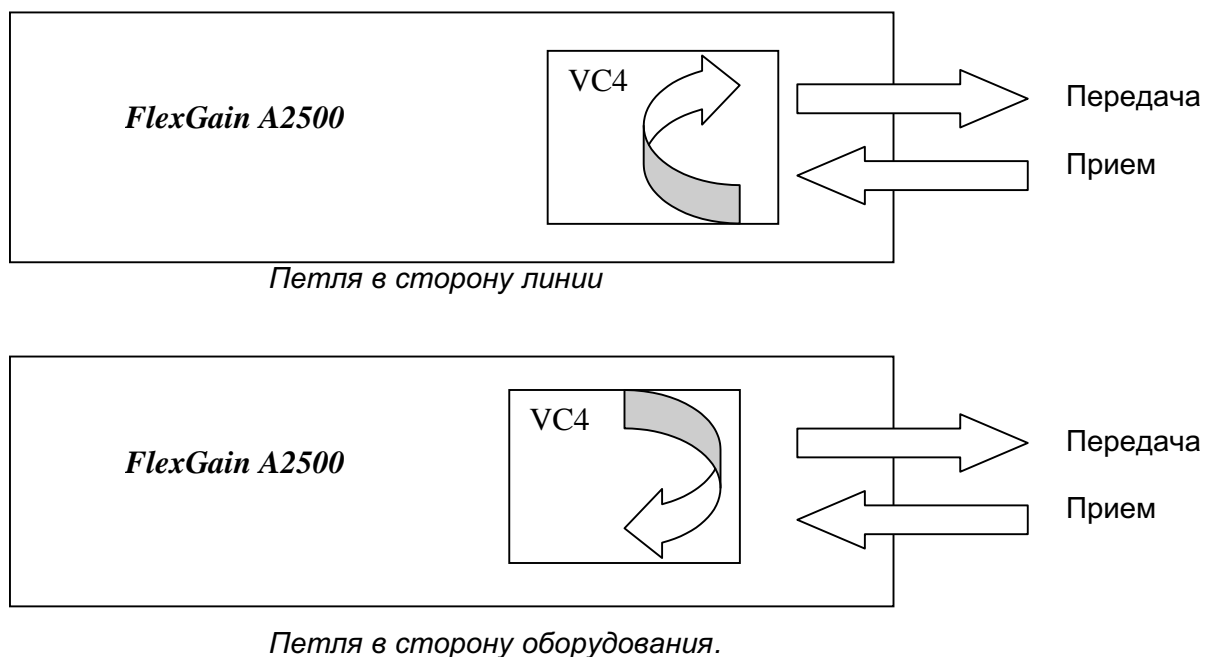 VC4
FlexGain A2500
Передача
Прием
Петля в сторону линии
VC4
FlexGain A2500
Передача
Прием
Петля в сторону оборудования.